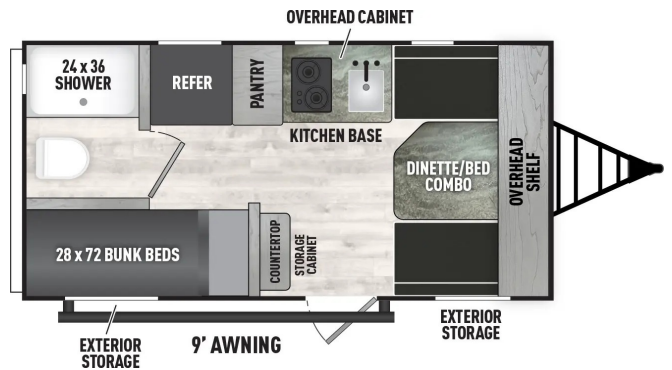 OVERHEAD CABINET
24 x 36
SHOWER
REFER
PANTRY
KITCHEN BASE
DINETTE/BED
COMBO
OVERHEAD
SHELF
28 x 72 BUNK BEDS
COUNTERTOP
STORAGE
CABINET
EXTERIOR
STORAGE
9' AWNING
EXTERIOR
STORAGE